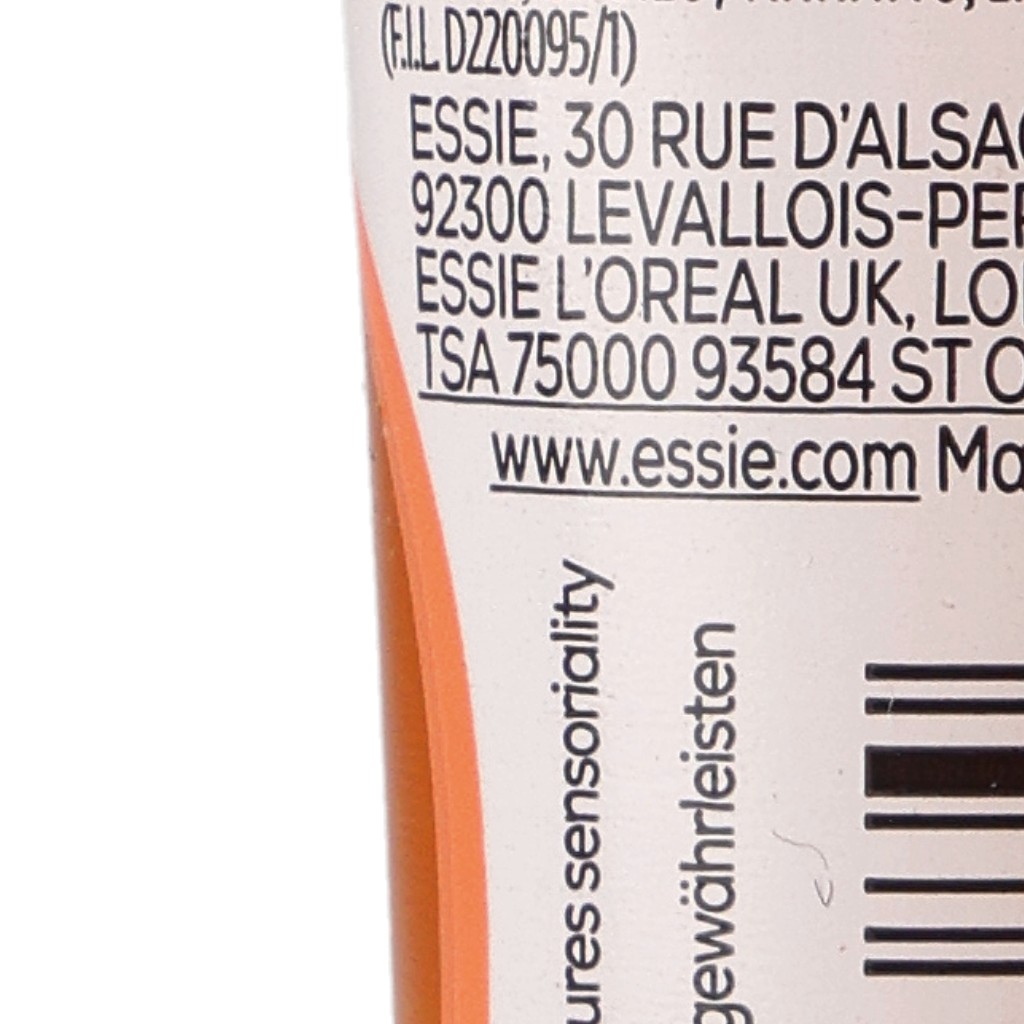 (F.I.L D220095/1)
ESSIE, 30 RUE D'ALSA
92300 LEVALLOIS-PE
ESSIE L'OREAL UK, LO
TSA 75000 93584 ST O
www.essie.com Ma
ures sensoriality
gewährleisten